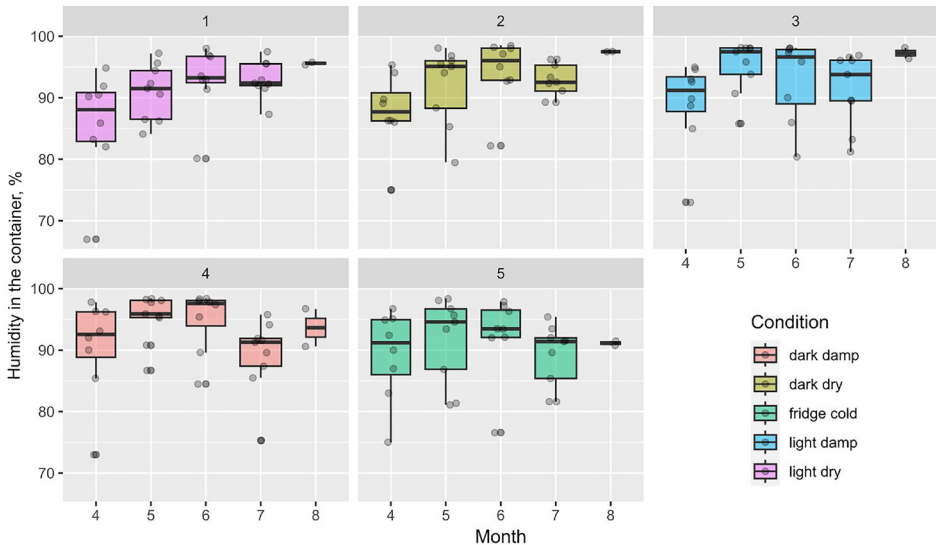 1 2 3
100
90
80
70
4 5 6 7 8
4 5
100
90
80
70
4 5 6 7 8 4 5 6 7 8
Humidity in the container, %
Month
Condition
dark damp
dark dry
fridge cold
light damp
light dry